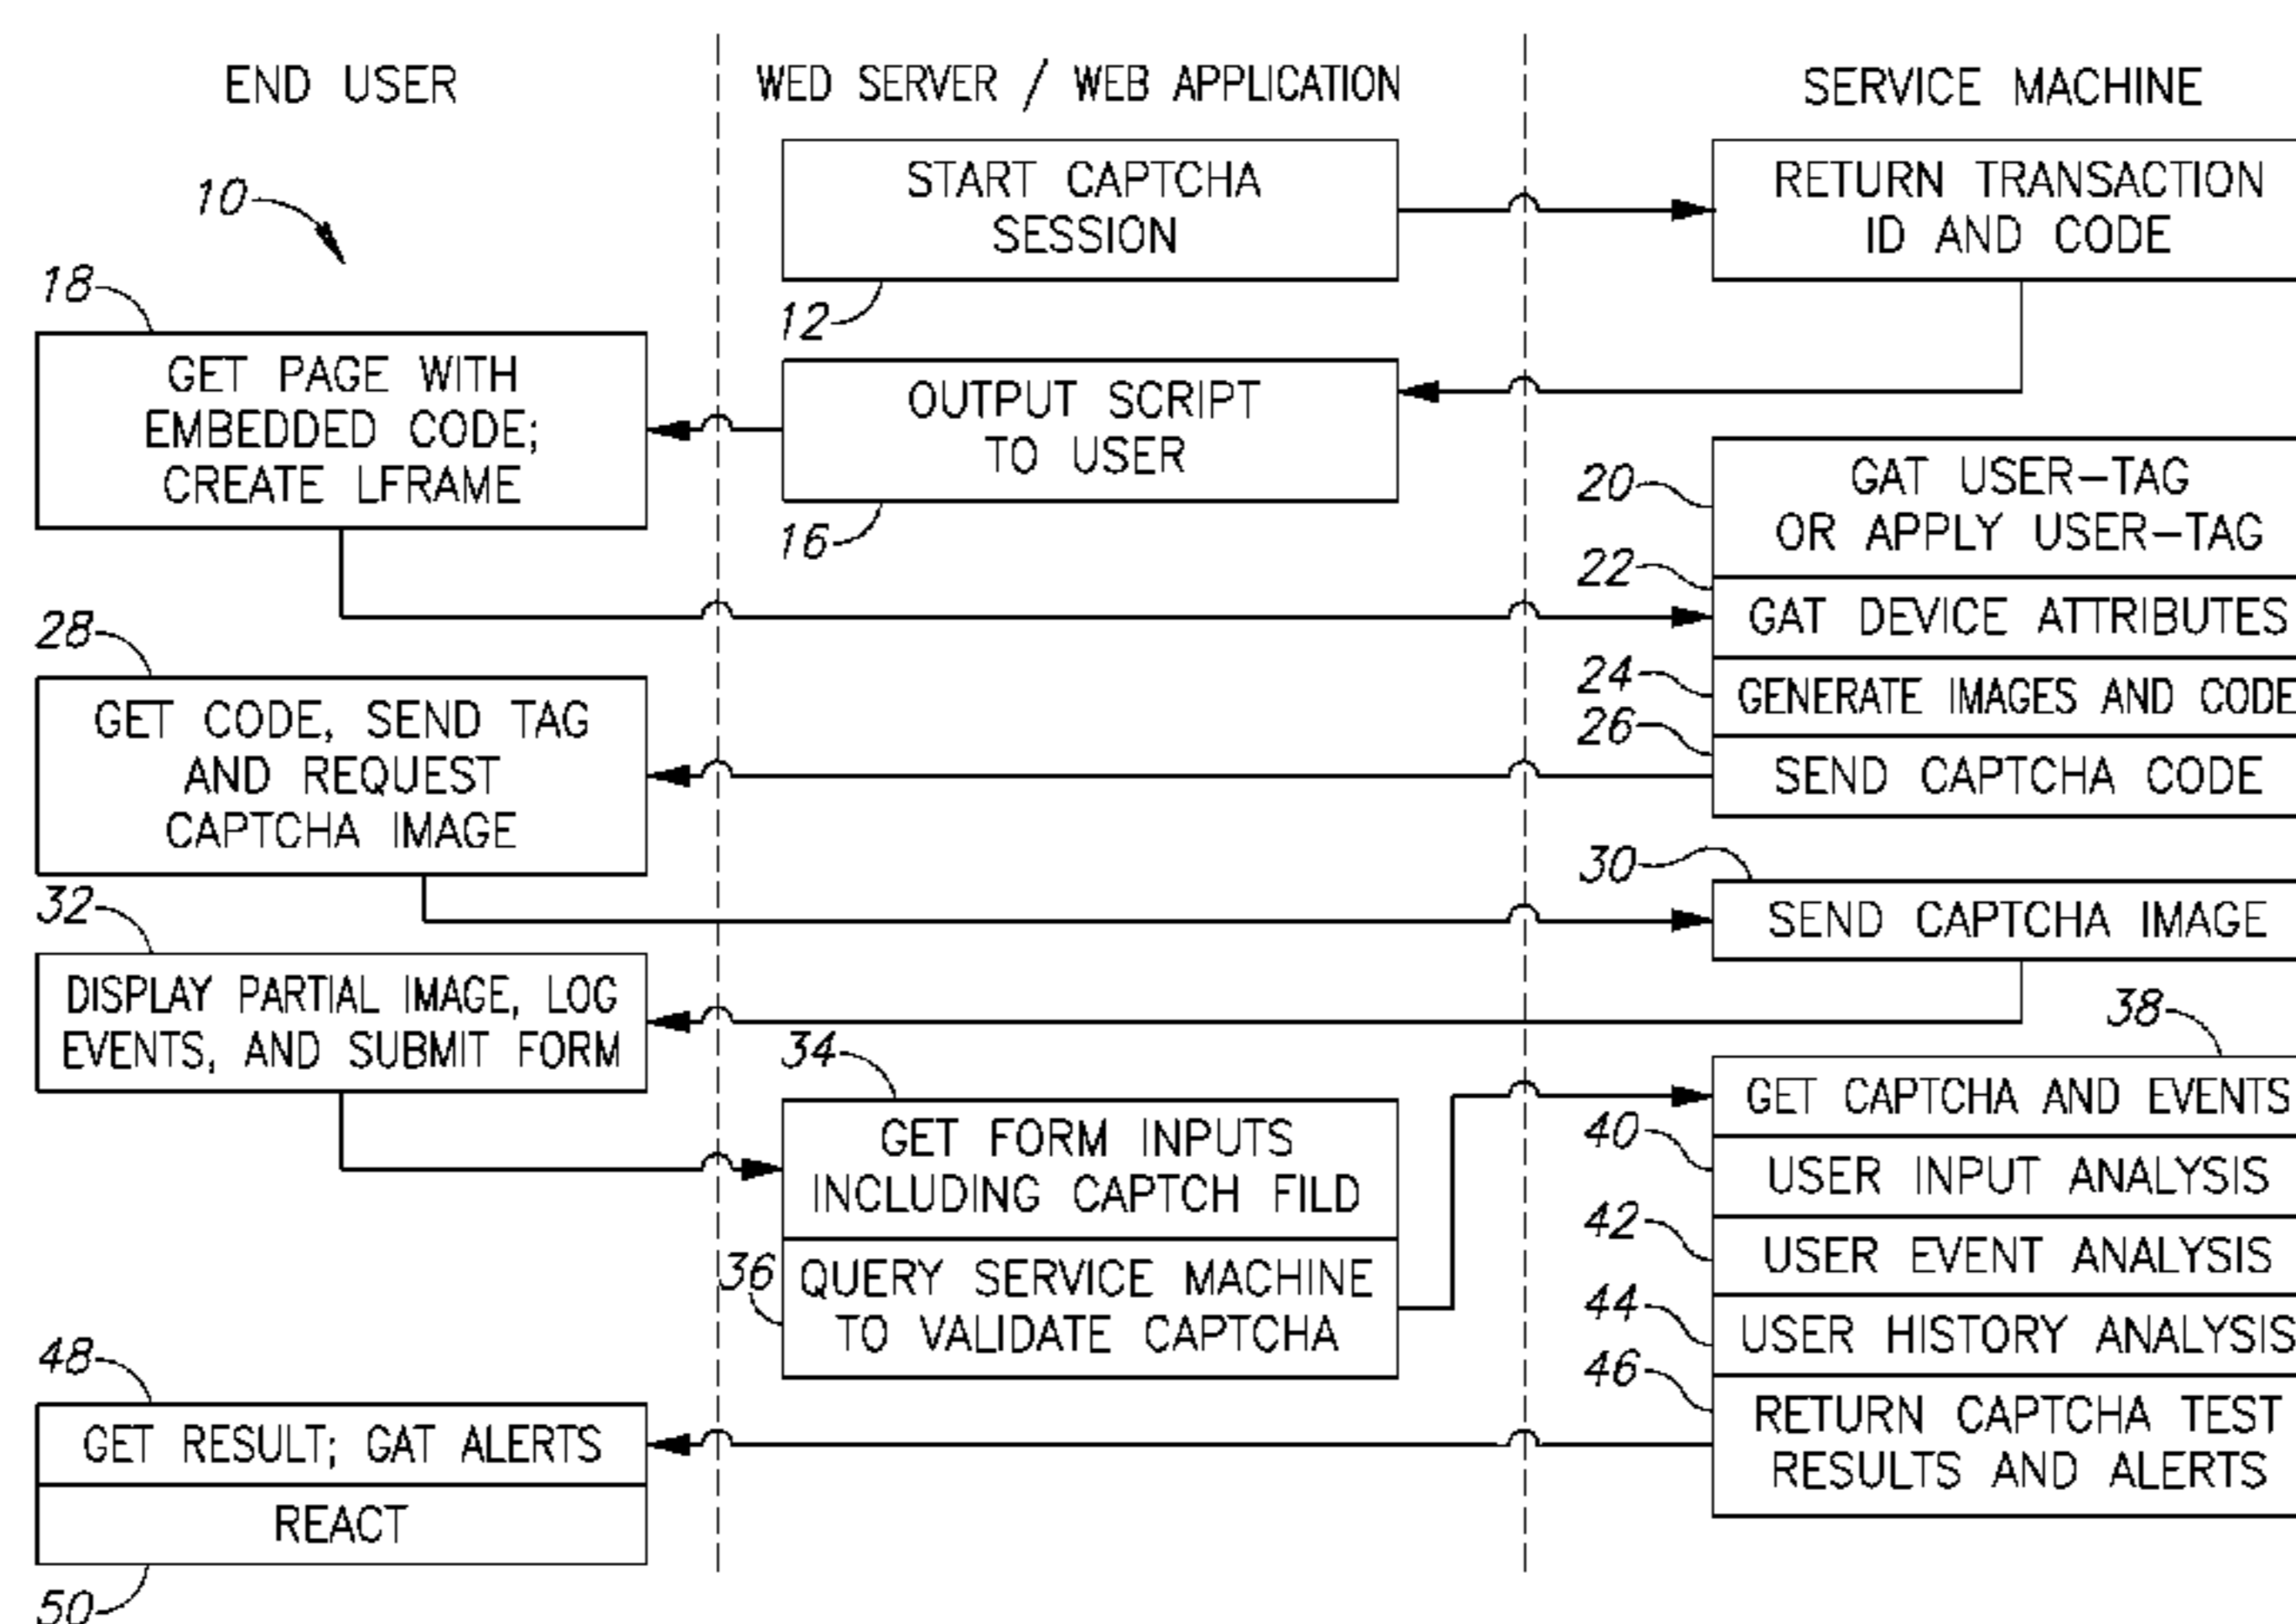 END USER
WED SERVER / WEB APPLICATION
SERVICE MACHINE
10
START CAPTCHA
SESSION
12
RETURN TRANSACTION
ID AND CODE
18
GET PAGE WITH
EMBEDDED CODE;
CREATE LFRAME
OUTPUT SCRIPT
TO USER
16
20
GAT USER-TAG
OR APPLY USER-TAG
22
GAT DEVICE ATTRIBUTES
24
GENERATE IMAGES AND CODE
26
SEND CAPTCHA CODE
28
GET CODE, SEND TAG
AND REQUEST
CAPTCHA IMAGE
30
SEND CAPTCHA IMAGE
32
DISPLAY PARTIAL IMAGE, LOG
EVENTS, AND SUBMIT FORM
34
GET FORM INPUTS
INCLUDING CAPTCH FILD
36
QUERY SERVICE MACHINE
TO VALIDATE CAPTCHA
38
GET CAPTCHA AND EVENTS
40
USER INPUT ANALYSIS
42
USER EVENT ANALYSIS
44
USER HISTORY ANALYSIS
46
RETURN CAPTCHA TEST
RESULTS AND ALERTS
48
GET RESULT; GAT ALERTS
REACT
50